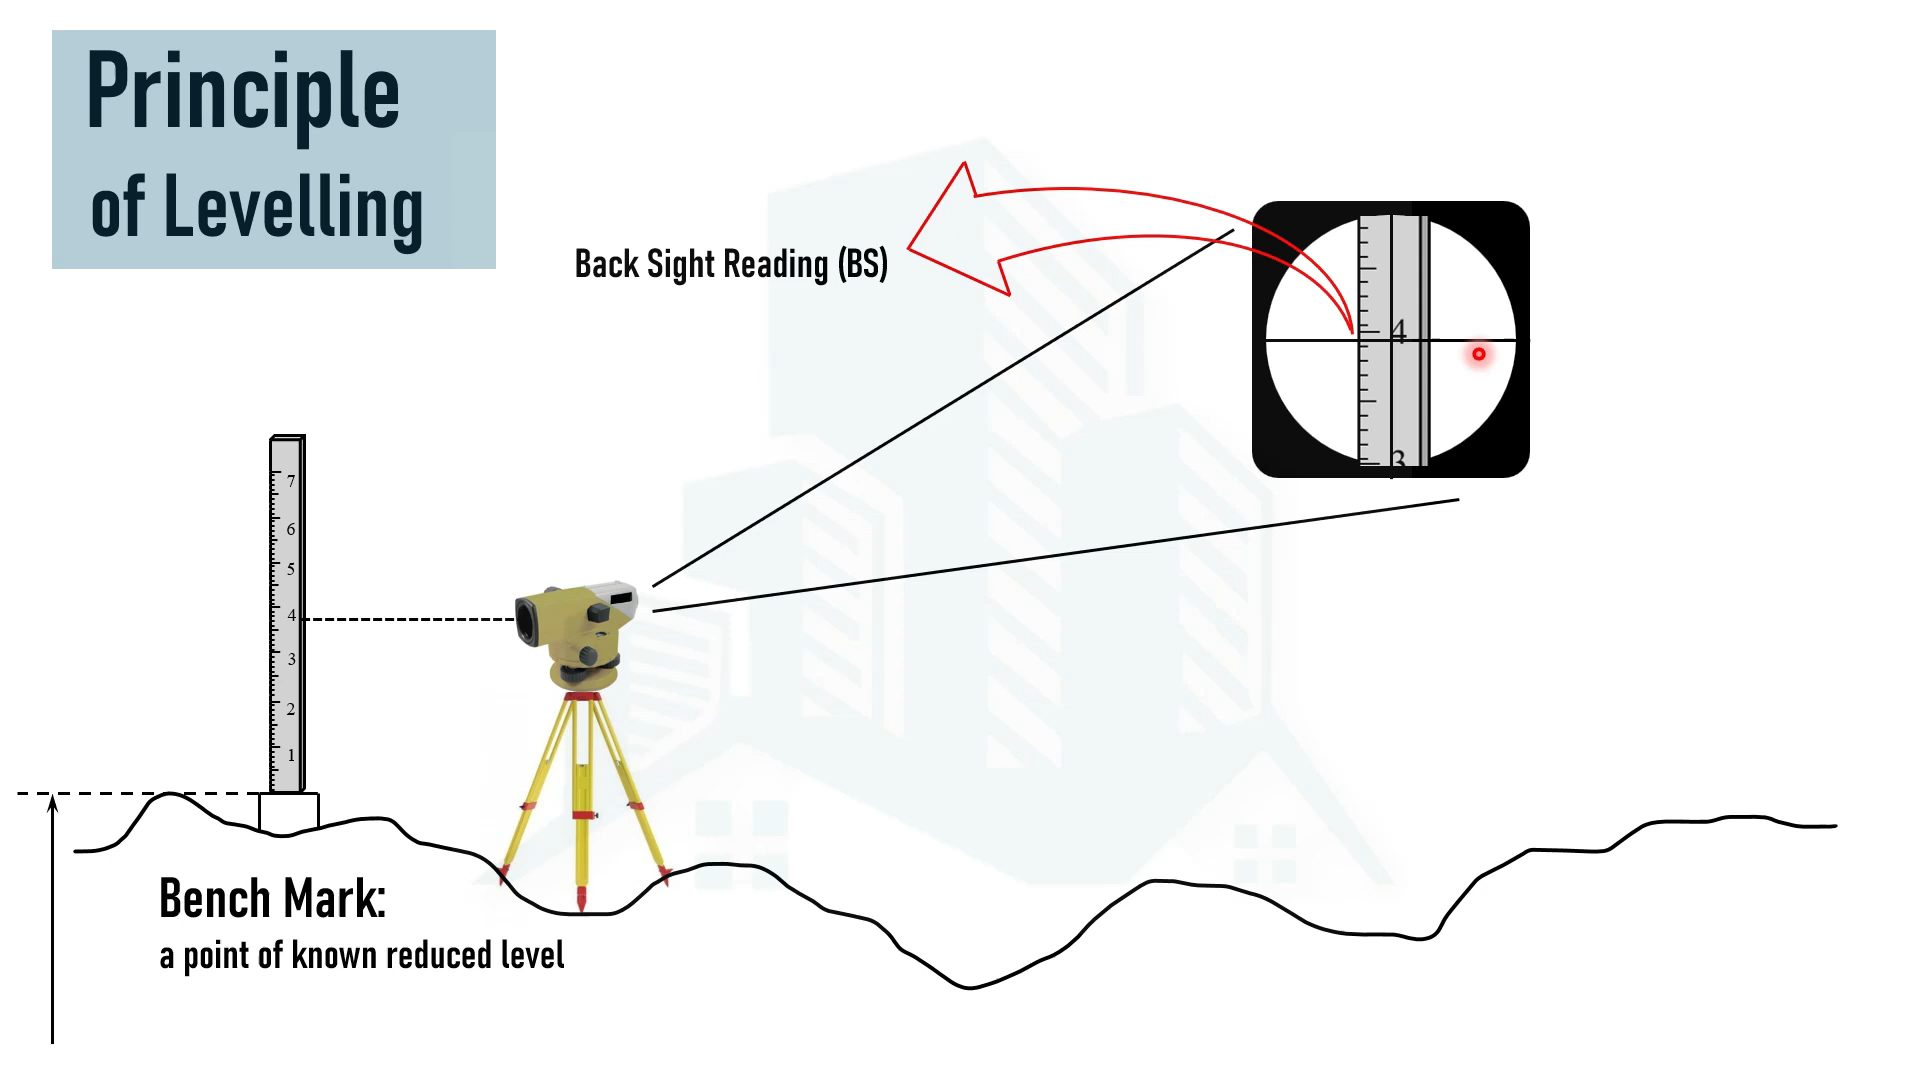 Principle
of Levelling
Back Sight Reading (BS)
4
3
7
6
5
4
3
2
1
Bench Mark:
a point of known reduced level